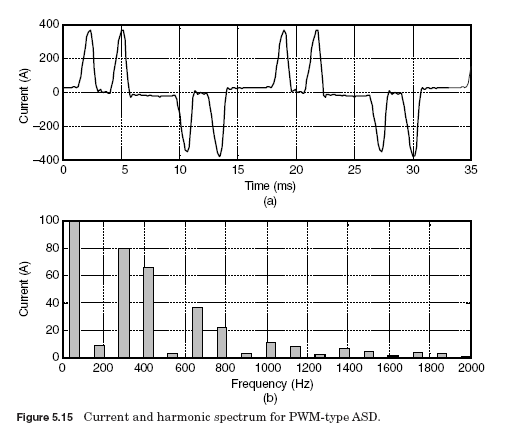 400
200
0
−200
−400
Current (A)
0 5 10 15 20 25 30 35
Time (ms)
(a)
100
80
60
40
20
0
Current (A)
0 200 400 600 800 1000 1200 1400 1600 1800 2000
Frequency (Hz)
(b)
Figure 5.15 Current and harmonic spectrum for PWM-type ASD.